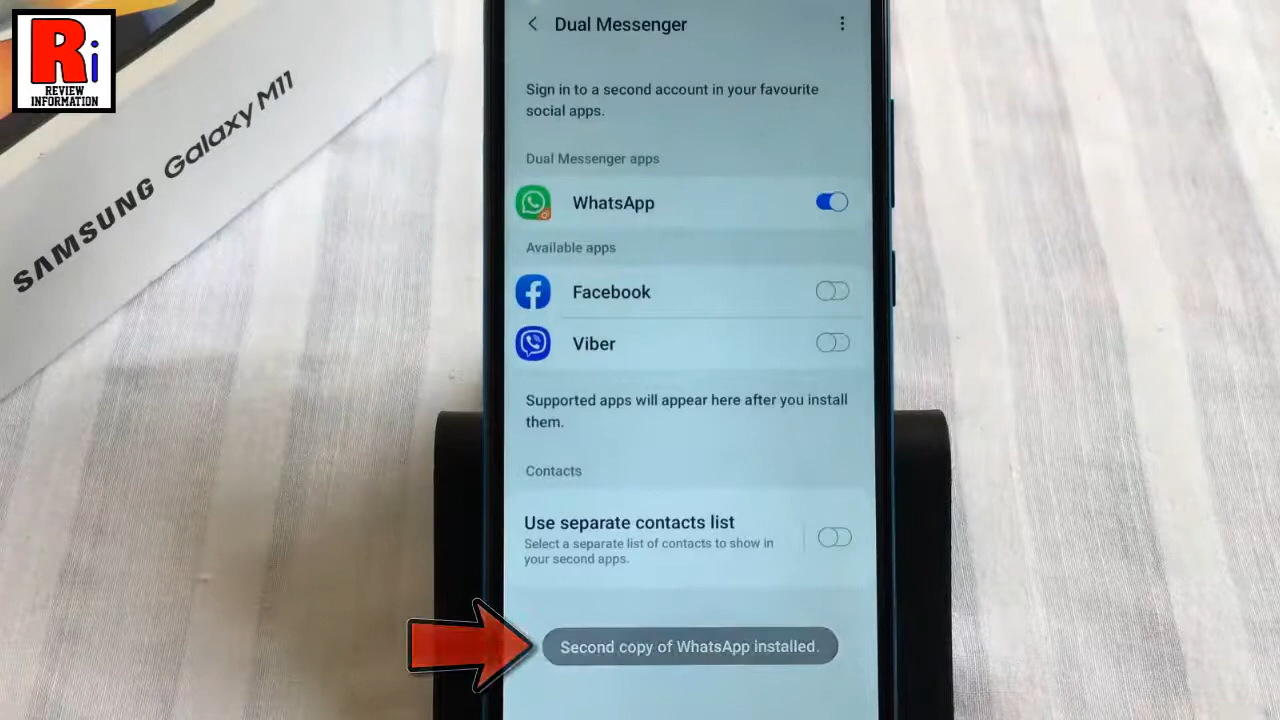 Ri
REVIEW
INFORMATION
SAMSUNG Galaxy M11
Dual Messenger
Sign in to a second account in your favourite
social apps.
Dual Messenger apps
WhatsApp
Available apps
Facebook
Viber
Supported apps will appear here after you install
them.
Contacts
Use separate contacts list
Select a separate list of contacts to show in
your second apps.
Second copy of WhatsApp installed.